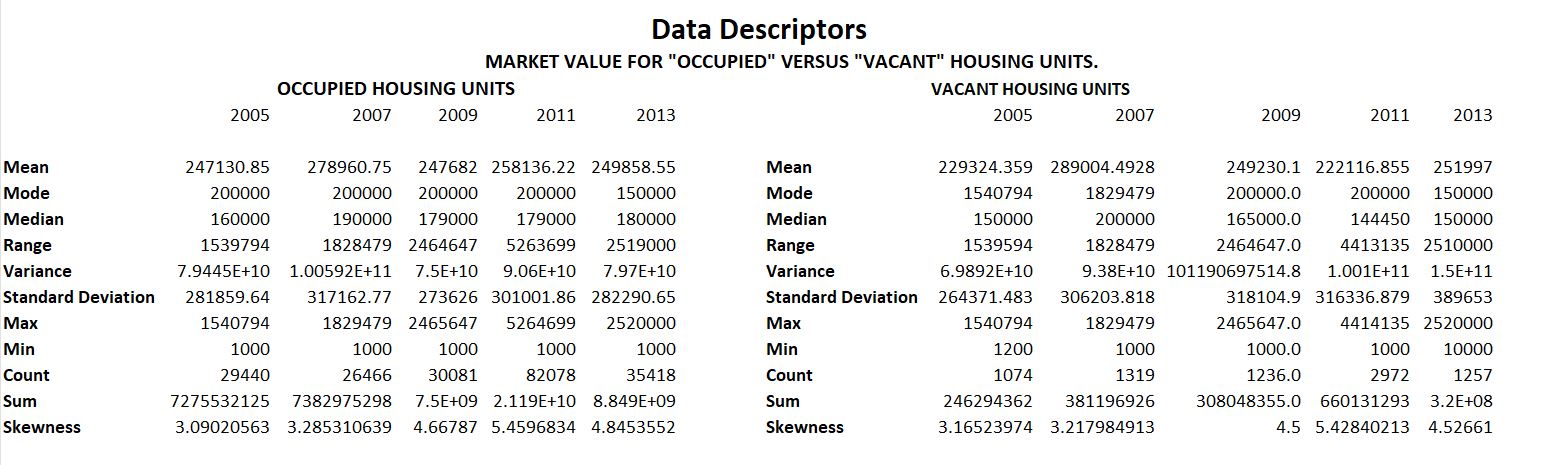 Data Descriptors
MARKET VALUE FOR "OCCUPIED" VERSUS "VACANT" HOUSING UNITS.
OCCUPIED HOUSING UNITS VACANT HOUSING UNITS
2005 2007 2009 2011 2013 2005 2007 2009 2011 2013
Mean 247130.85 278960.75 247682 258136.22 249858.55 Mean 229324.359 289004.4928 249230.1 222116.855 251997
Mode 200000 200000 200000 200000 150000 Mode 1540794 1829479 200000.0 200000 150000
Median 160000 190000 179000 179000 180000 Median 150000 200000 165000.0 144450 150000
Range 1539794 1828479 2464647 5263699 2519000 Range 1539594 1828479 2464647.0 4413135 2510000
Variance 7.9445E+10 1.00592E+11 7.5E+10 9.06E+10 7.97E+10 Variance 6.9892E+10 9.38E+10 101190697514.8 1.001E+11 1.5E+11
Standard Deviation 281859.64 317162.77 273626 301001.86 282290.65 Standard Deviation 264371.483 306203.818 318104.9 316336.879 389653
Max 1540794 1829479 2465647 5264699 2520000 Max 1540794 1829479 2465647.0 4414135 2520000
Min 1000 1000 1000 1000 1000 Min 1200 1000 1000.0 1000 10000
Count 29440 26466 30081 82078 35418 Count 1074 1319 1236.0 2972 1257
Sum 7275532125 7382975298 7.5E+09 2.119E+10 8.849E+09 Sum 246294362 381196926 308048355.0 660131293 3.2E+08
Skewness 3.09020563 3.285310639 4.66787 5.4596834 4.8453552 Skewness 3.16523974 3.217984913 4.5 5.42840213 4.52661